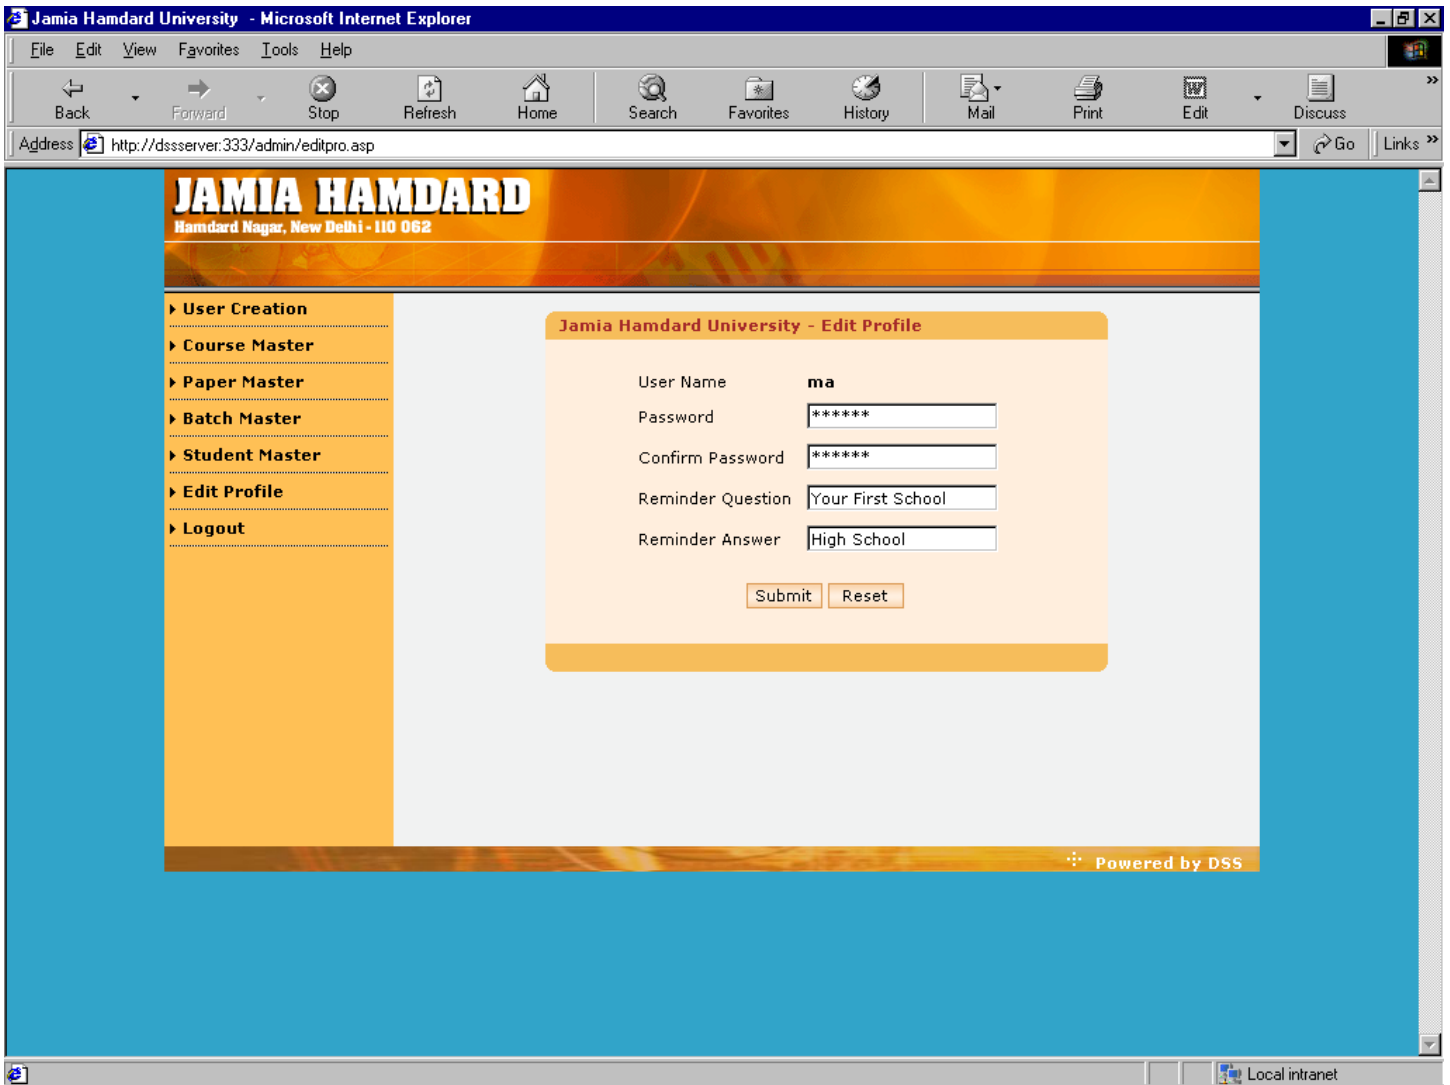 Jamia Hamdard University - Microsoft Internet Explorer
File Edit View Favorites Tools Help
Back Forward Stop Refresh Home Search Favorites History Mail Print Edit Discuss »
Address http://dssserver:333/admin/editpro.asp Go Links »
JAMIA HAMDARD
Hamdard Nagar, New Delhi - 110 062
User Creation
Course Master
Paper Master
Batch Master
Student Master
Edit Profile
Logout
Jamia Hamdard University - Edit Profile
User Name ma
Password ******
Confirm Password ******
Reminder Question Your First School
Reminder Answer High School
Submit Reset
Powered by DSS
Local intranet